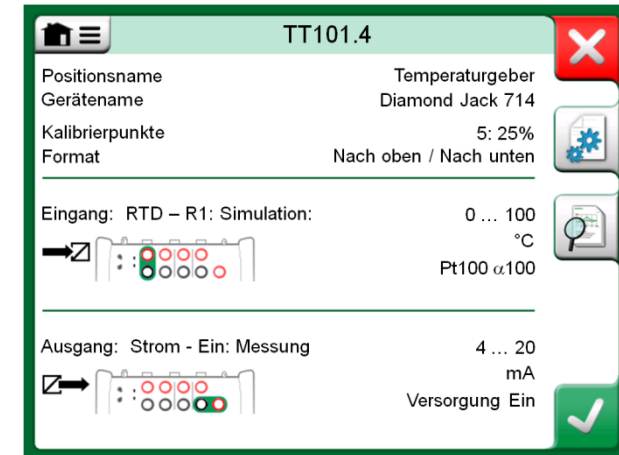 TT101.4
Positionsname Temperaturgeber
Gerätename Diamond Jack 714
Kalibrierpunkte 5: 25%
Format Nach oben / Nach unten
Eingang: RTD – R1: Simulation: 0 … 100
°C
Pt100 α100
Ausgang: Strom - Ein: Messung 4 … 20
mA
Versorgung Ein